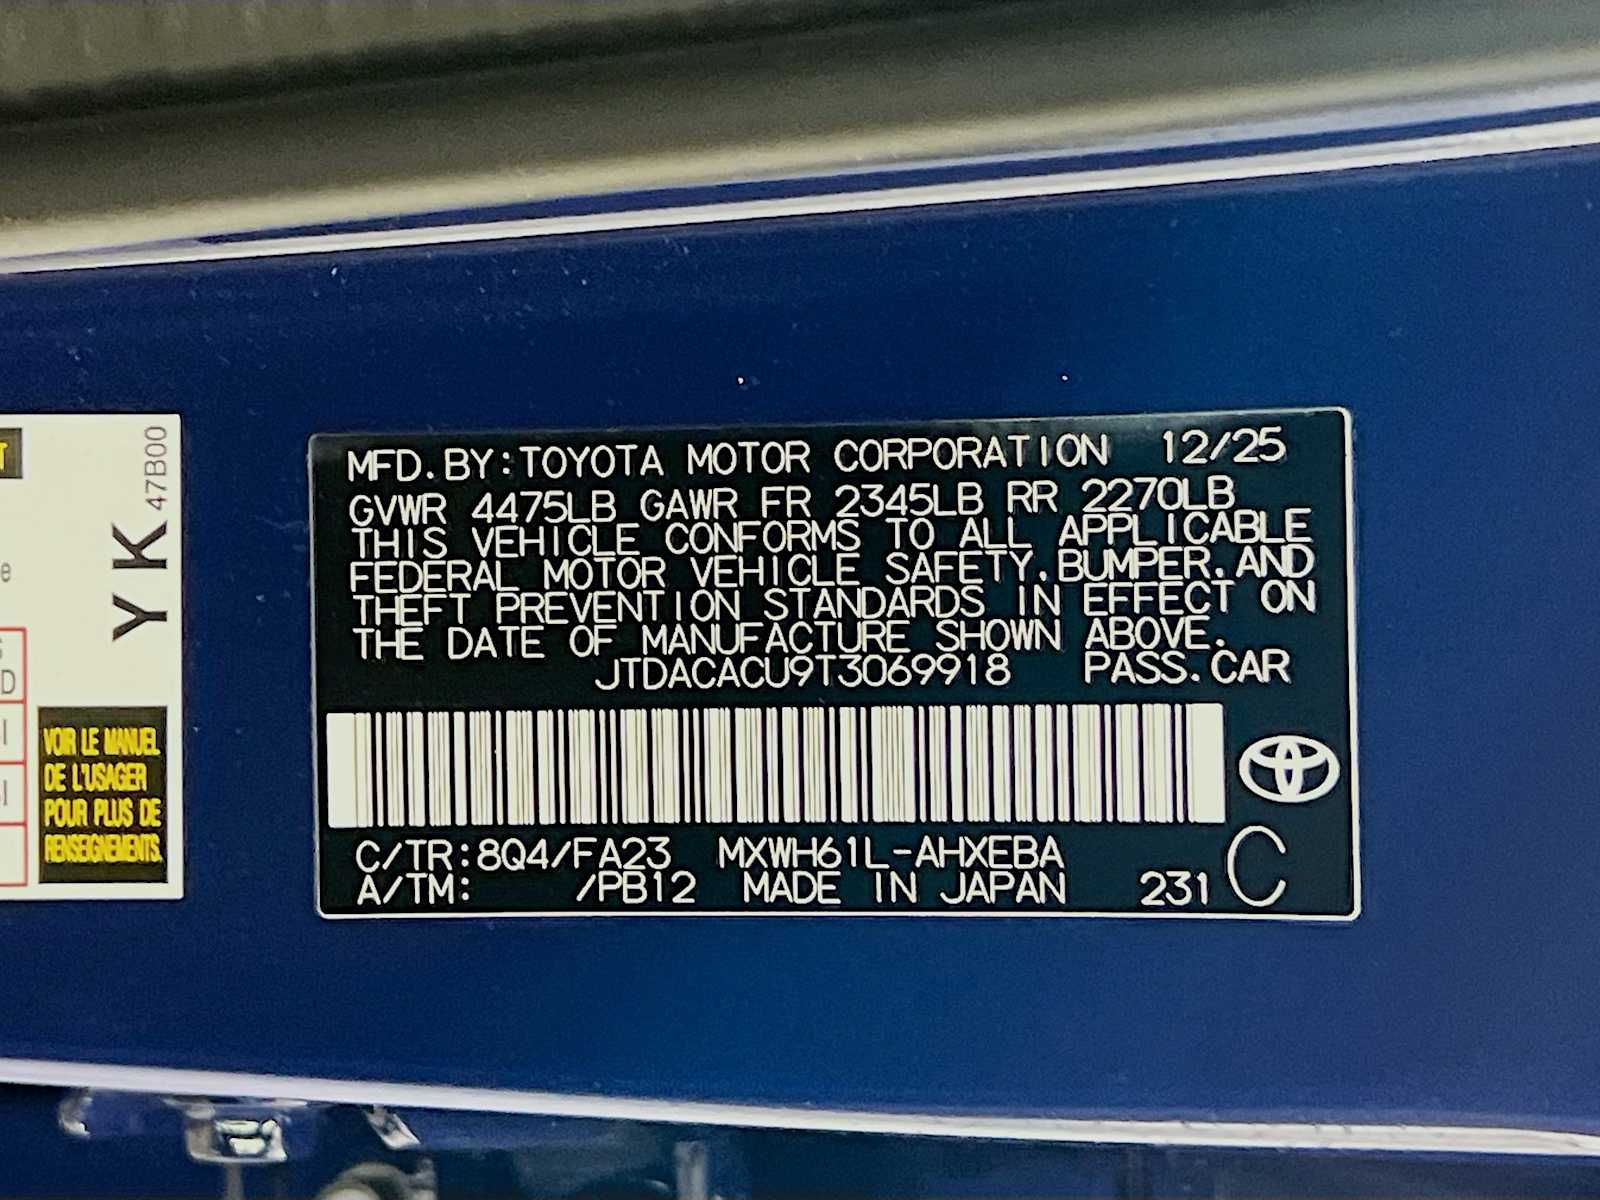 MFD.BY:TOYOTA MOTOR CORPORATION 12/25
GVWR 4475LB GAWR FR 2345LB RR 2270LB
THIS VEHICLE CONFORMS TO ALL APPLICABLE
FEDERAL MOTOR VEHICLE SAFETY,BUMPER,AND
THEFT PREVENTION STANDARDS IN EFFECT ON
THE DATE OF MANUFACTURE SHOWN ABOVE.
JTDACACU9T3069918 PASS.CAR
C/TR:8Q4/FA23 MXWH61L-AHXEBA
A/TM: /PB12 MADE IN JAPAN 231 C
YK
47B00
VOIR LE MANUEL
DE L'USAGER
POUR PLUS DE
RENSEIGNEMENTS.